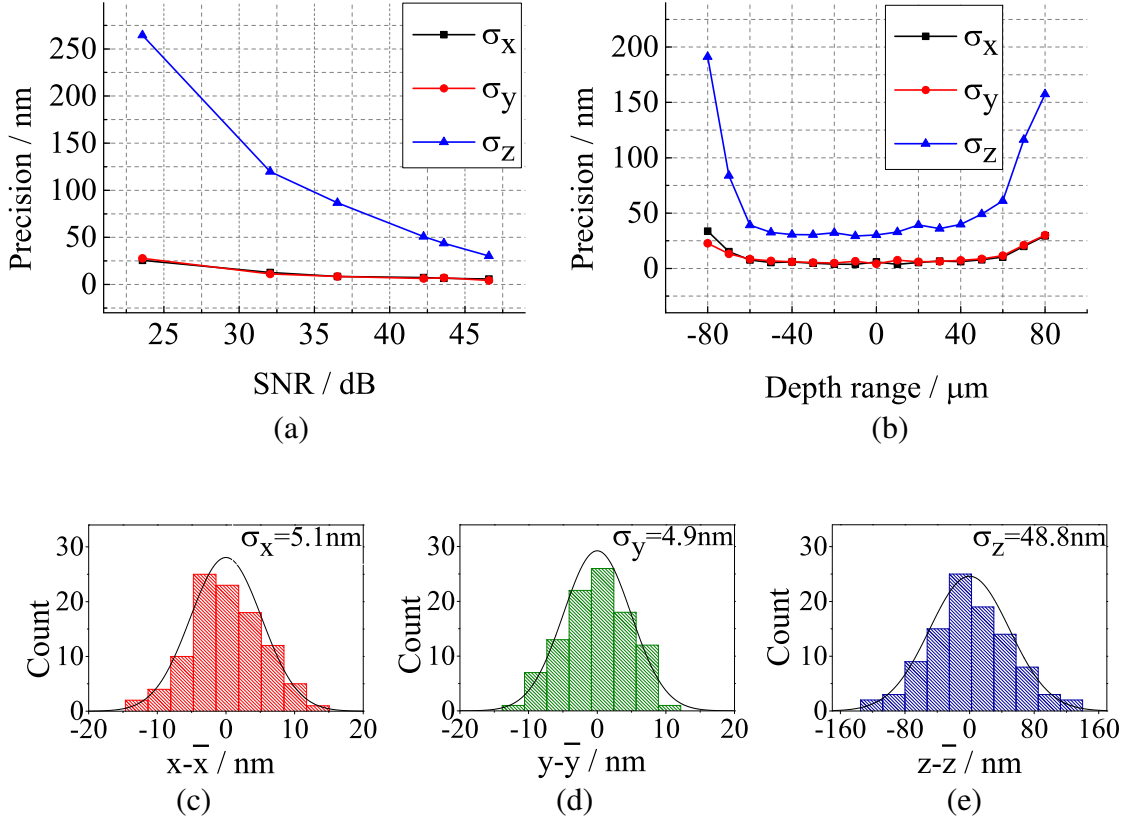 σx
σy
σz
250
200
150
100
50
0
Precision / nm
25
30
35
40
45
SNR / dB
(a)
σx
σy
σz
200
150
100
50
0
Precision / nm
-80
-40
0
40
80
Depth range / μm
(b)
σx=5.1nm
30
20
10
0
Count
-20
-10
0
10
20
x-x̄ / nm
(c)
σy=4.9nm
30
20
10
0
Count
-20
-10
0
10
20
y-ȳ / nm
(d)
σz=48.8nm
30
20
10
0
Count
-160
-80
0
80
160
z-z̄ / nm
(e)